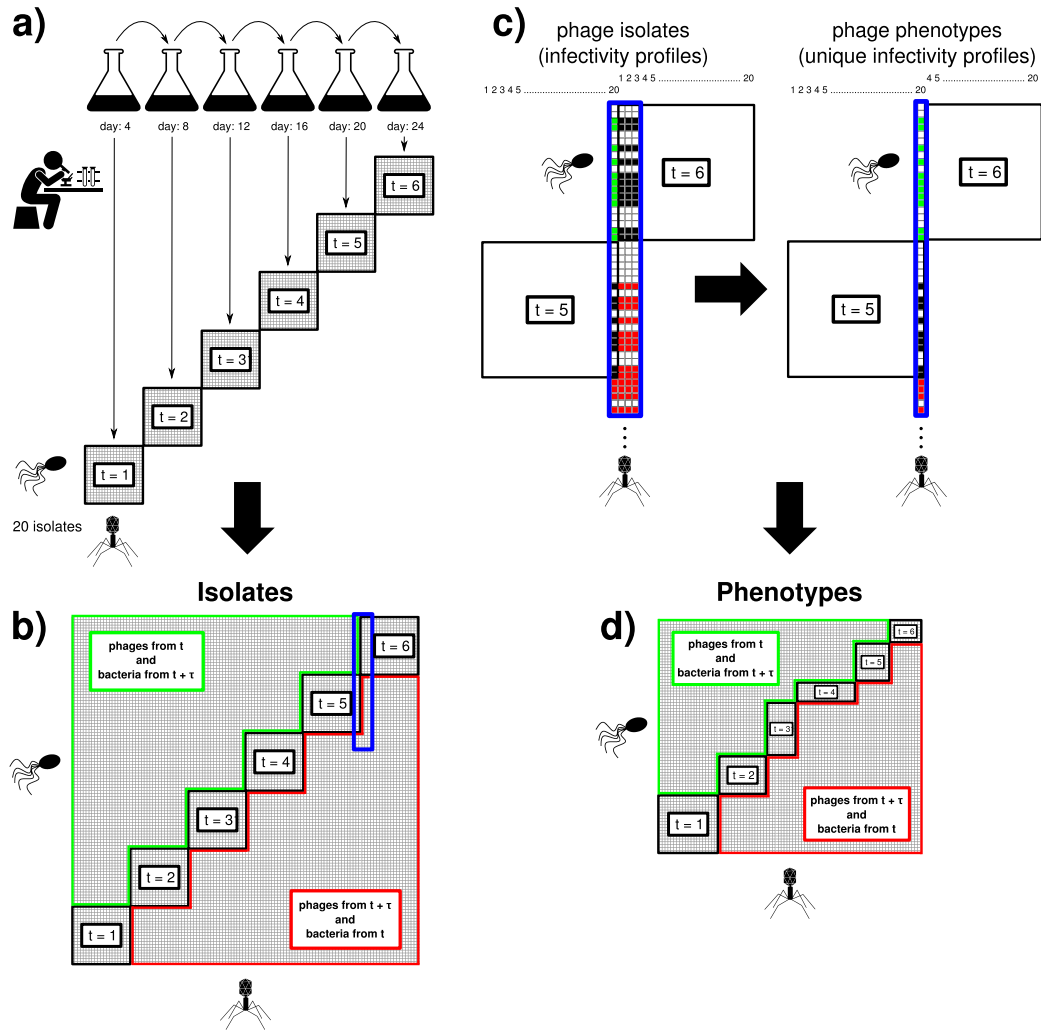 a)
day: 4
day: 8
day: 12
day: 16
day: 20
day: 24
t = 6
t = 5
t = 4
t = 3
t = 2
t = 1
20 isolates
Isolates
b)
phages from t
and
bacteria from t + τ
t = 6
t = 5
t = 4
t = 3
t = 2
t = 1
phages from t + τ
and
bacteria from t
c)
phage isolates
(infectivity profiles)
1 2 3 4 5 ........................ 20
1 2 3 4 5 ........................ 20
t = 6
t = 5
phage phenotypes
(unique infectivity profiles)
4 5 ........................ 20
1 2 3 4 5 ........................ 20
t = 6
t = 5
Phenotypes
d)
phages from t
and
bacteria from t + τ
t = 6
t = 5
t = 4
t = 3
t = 2
t = 1
phages from t + τ
and
bacteria from t